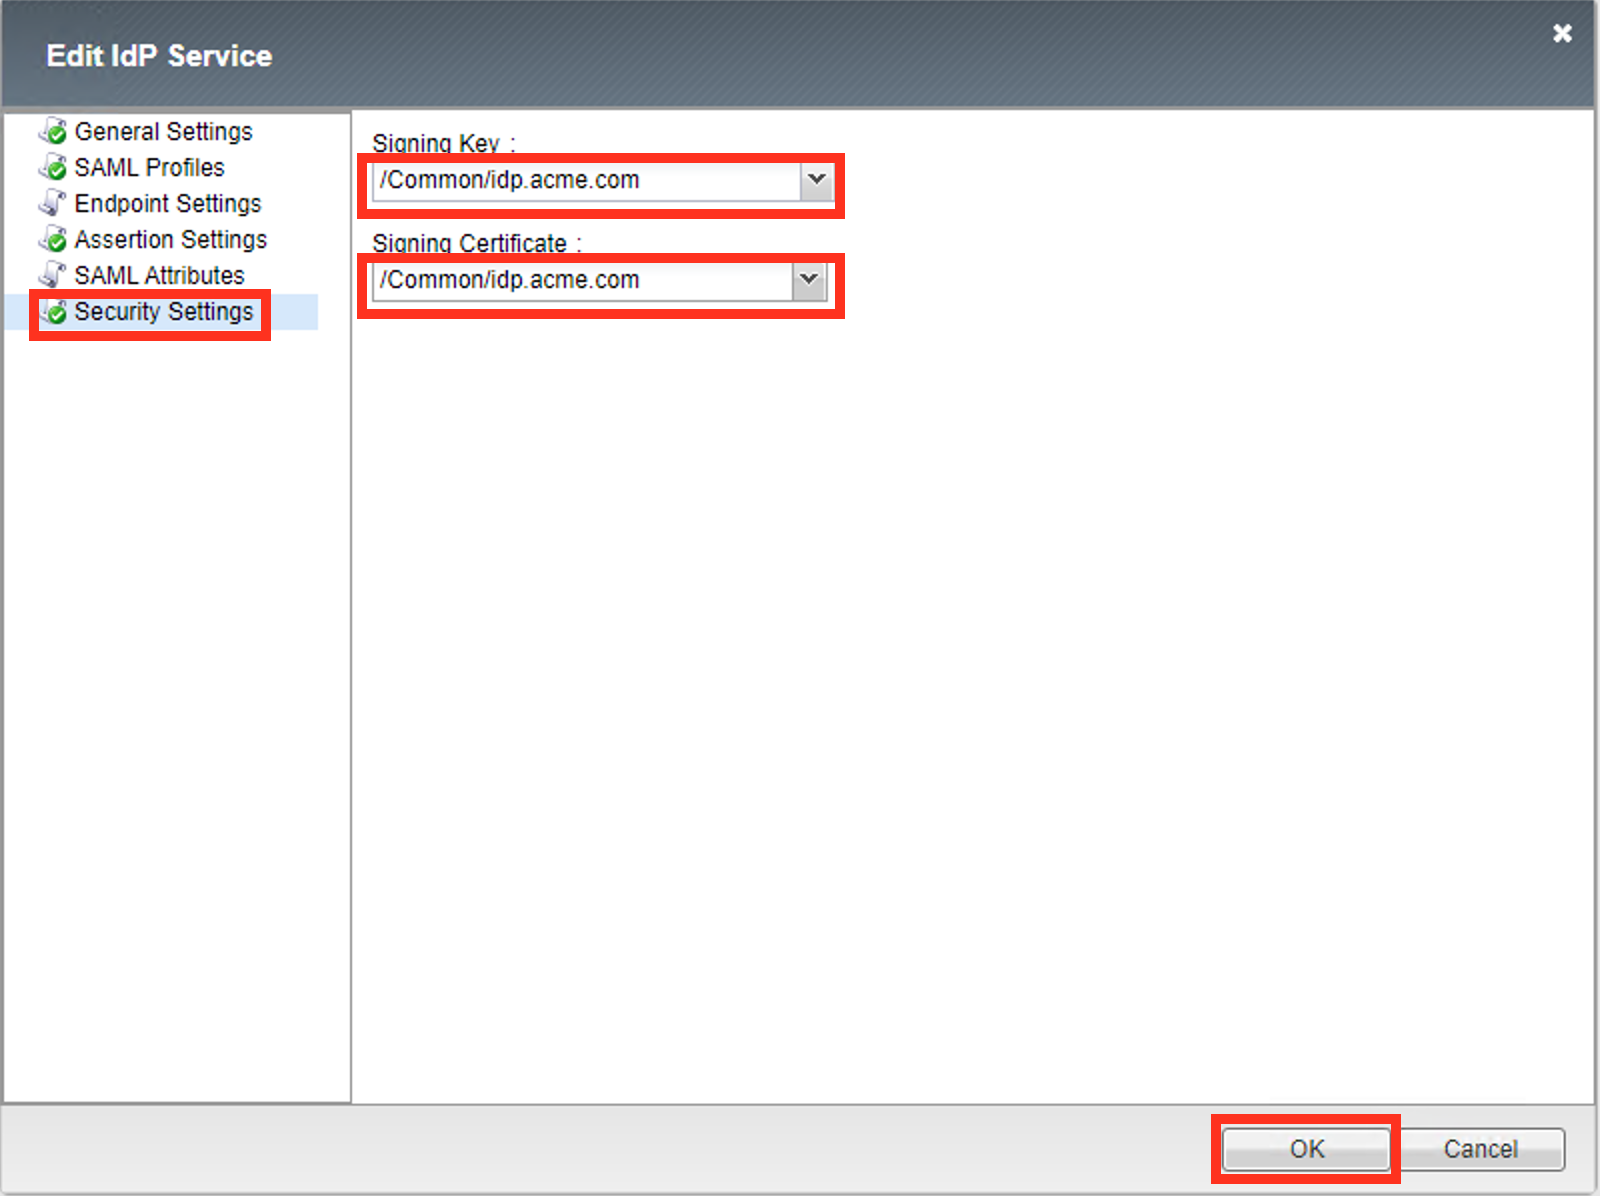 Edit IdP Service
General Settings
SAML Profiles
Endpoint Settings
Assertion Settings
SAML Attributes
Security Settings
Signing Key :
/Common/idp.acme.com
Signing Certificate :
/Common/idp.acme.com
OK
Cancel